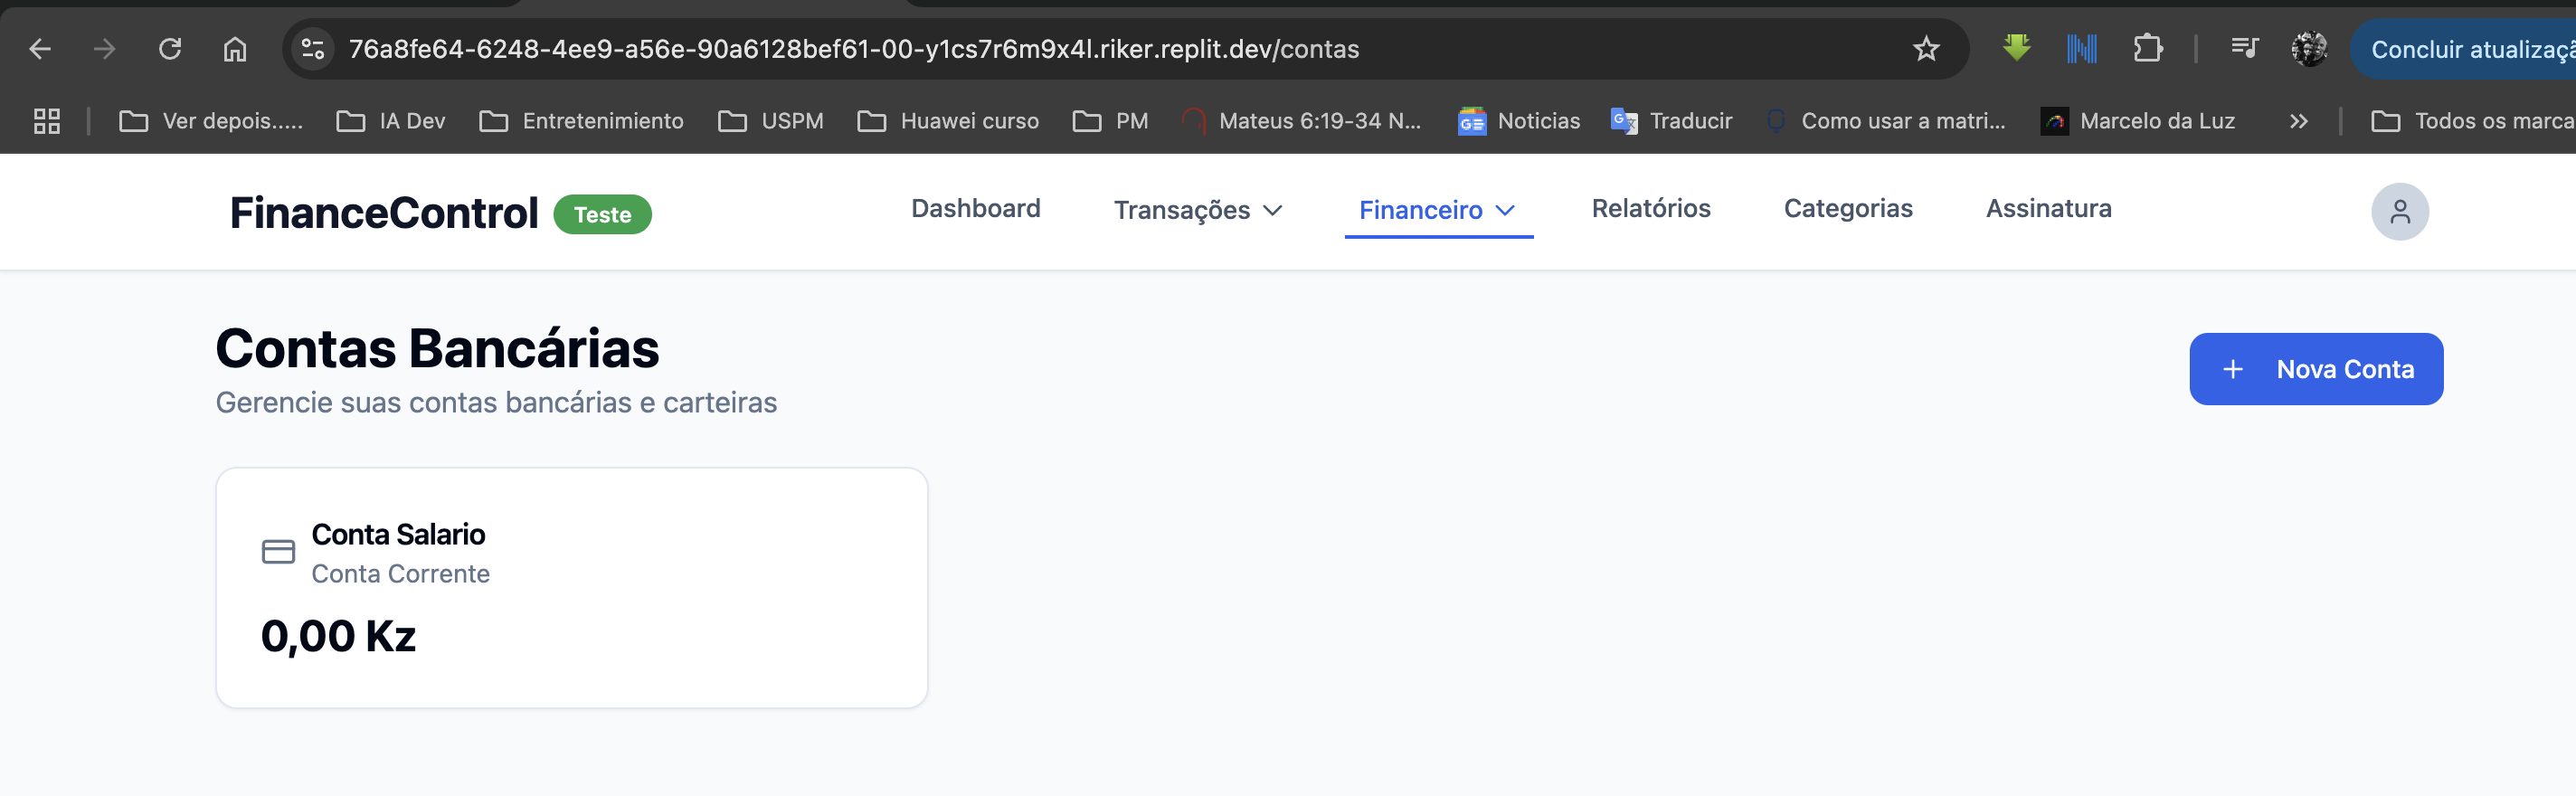 76a8fe64-6248-4ee9-a56e-90a6128bef61-00-y1cs7r6m9x4l.riker.replit.dev/contas
Concluir atualizaçã
Ver depois..... IA Dev Entretenimiento USPM Huawei curso PM Mateus 6:19-34 N... Noticias Traducir Como usar a matri... Marcelo da Luz Todos os marca
FinanceControl Teste Dashboard Transações Financeiro Relatórios Categorias Assinatura
Contas Bancárias
Gerencie suas contas bancárias e carteiras
+ Nova Conta
Conta Salario
Conta Corrente
0,00 Kz